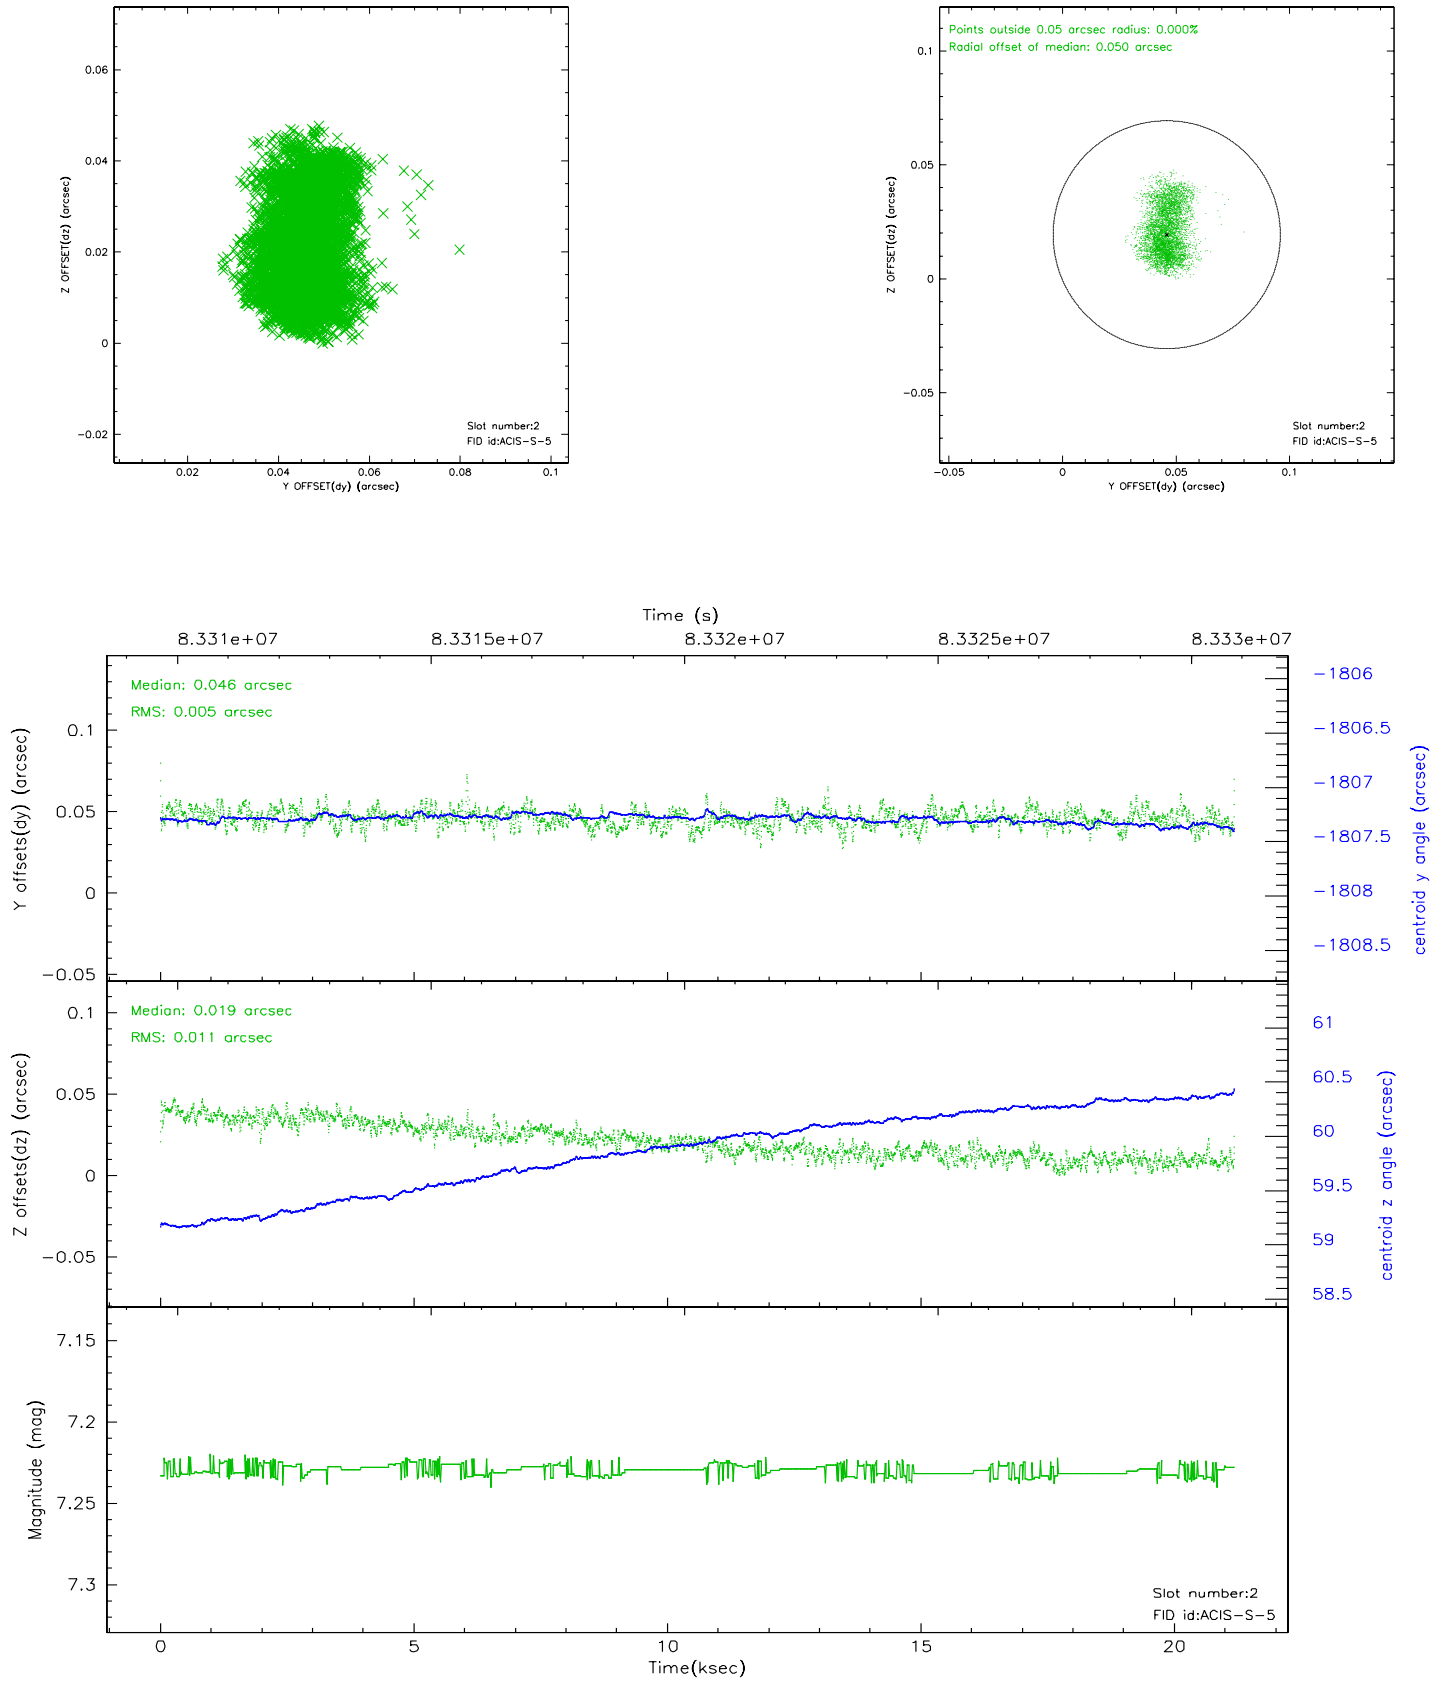 0.06
0.04
0.02
0
-0.02
Z OFFSET(dz) (arcsec)
0.02
0.04
0.06
0.08
0.1
Y OFFSET(dy) (arcsec)
Slot number:2
FID id:ACIS-S-5
Points outside 0.05 arcsec radius: 0.000%
Radial offset of median: 0.050 arcsec
0.1
0.05
0
-0.05
Z OFFSET(dz) (arcsec)
-0.05
0
0.05
0.1
Y OFFSET(dy) (arcsec)
Slot number:2
FID id:ACIS-S-5
Time (s)
8.331e+07
8.3315e+07
8.332e+07
8.3325e+07
8.333e+07
Median: 0.046 arcsec
RMS: 0.005 arcsec
0.1
0.05
0
-0.05
Y offsets(dy) (arcsec)
-1806
-1806.5
-1807
-1807.5
-1808
-1808.5
centroid y angle (arcsec)
Median: 0.019 arcsec
RMS: 0.011 arcsec
0.1
0.05
0
-0.05
Z offsets(dz) (arcsec)
61
60.5
60
59.5
59
58.5
centroid z angle (arcsec)
7.15
7.2
7.25
7.3
Magnitude (mag)
Slot number:2
FID id:ACIS-S-5
0
5
10
15
20
Time(ksec)